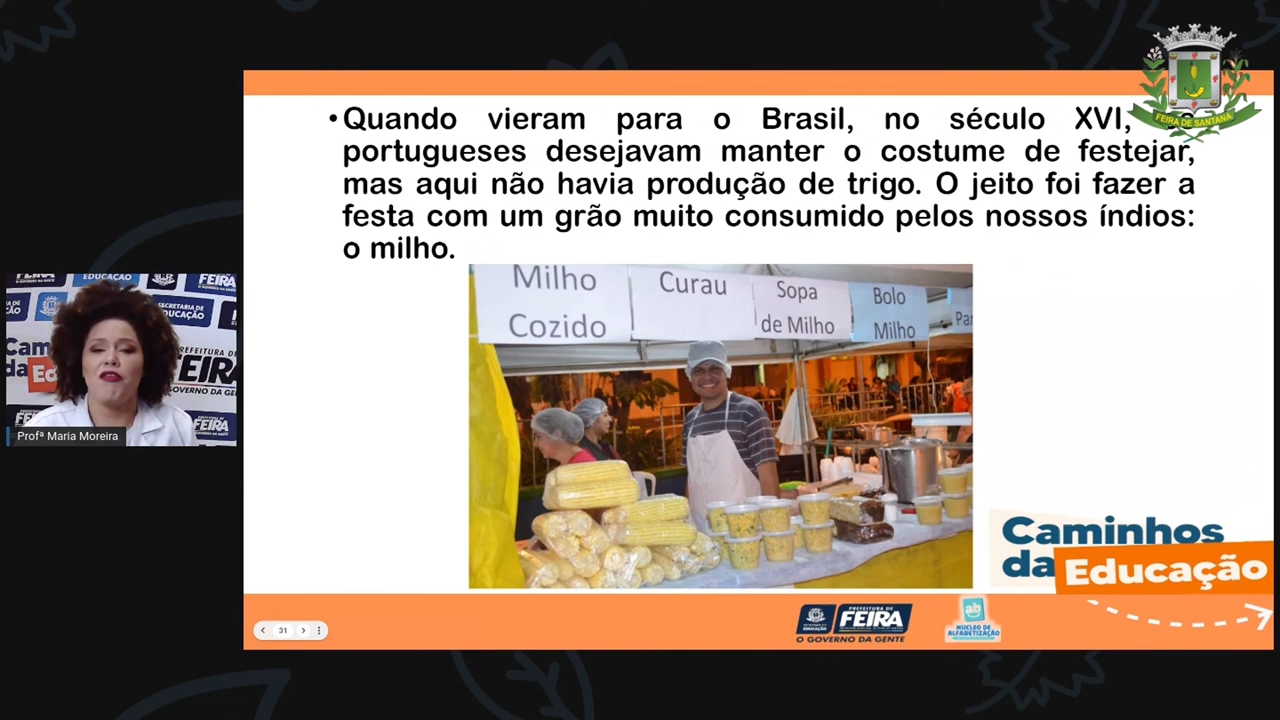 •Quando vieram para o Brasil, no século XVI,
portugueses desejavam manter o costume de festejar,
mas aqui não havia produção de trigo. O jeito foi fazer a
festa com um grão muito consumido pelos nossos índios:
o milho.
FEIRA DE SANTANA
Milho
Cozido
Curau
Sopa
de Milho
Bolo
Milho
FEIRA
EDUCAÇÃO
FEIRA
SECRETARIA DE
EDUCAÇÃO
PREFEITURA DE
GOVERNO DA GENTE
FEIRA
Profª Maria Moreira
Caminhos
da Educação
31
PREFEITURA DE
FEIRA
O GOVERNO DA GENTE
ab
NÚCLEO DE
ALFABETIZAÇÃO